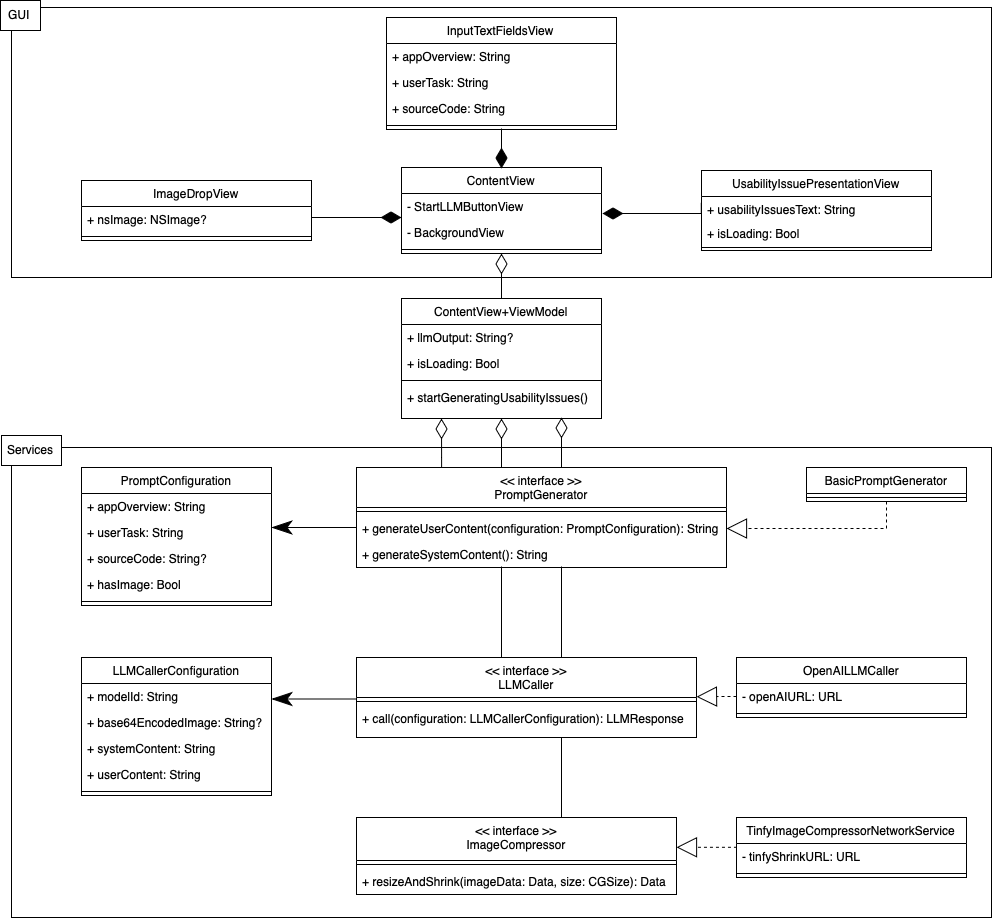 GUI
InputTextFieldsView
+ appOverview: String
+ userTask: String
+ sourceCode: String
ImageDropView
+ nsImage: NSImage?
ContentView
- StartLLMButtonView
- BackgroundView
UsabilityIssuePresentationView
+ usabilityIssuesText: String
+ isLoading: Bool
ContentView+ViewModel
+ llmOutput: String?
+ isLoading: Bool
+ startGeneratingUsabilityIssues()
Services
PromptConfiguration
+ appOverview: String
+ userTask: String
+ sourceCode: String?
+ hasImage: Bool
<< interface >>
PromptGenerator
+ generateUserContent(configuration: PromptConfiguration): String
+ generateSystemContent(): String
BasicPromptGenerator
LLMCallerConfiguration
+ modelId: String
+ base64EncodedImage: String?
+ systemContent: String
+ userContent: String
<< interface >>
LLMCaller
+ call(configuration: LLMCallerConfiguration): LLMResponse
OpenAILLMCaller
- openAIURL: URL
<< interface >>
ImageCompressor
+ resizeAndShrink(imageData: Data, size: CGSize): Data
TinfyImageCompressorNetworkService
- tinfyShrinkURL: URL